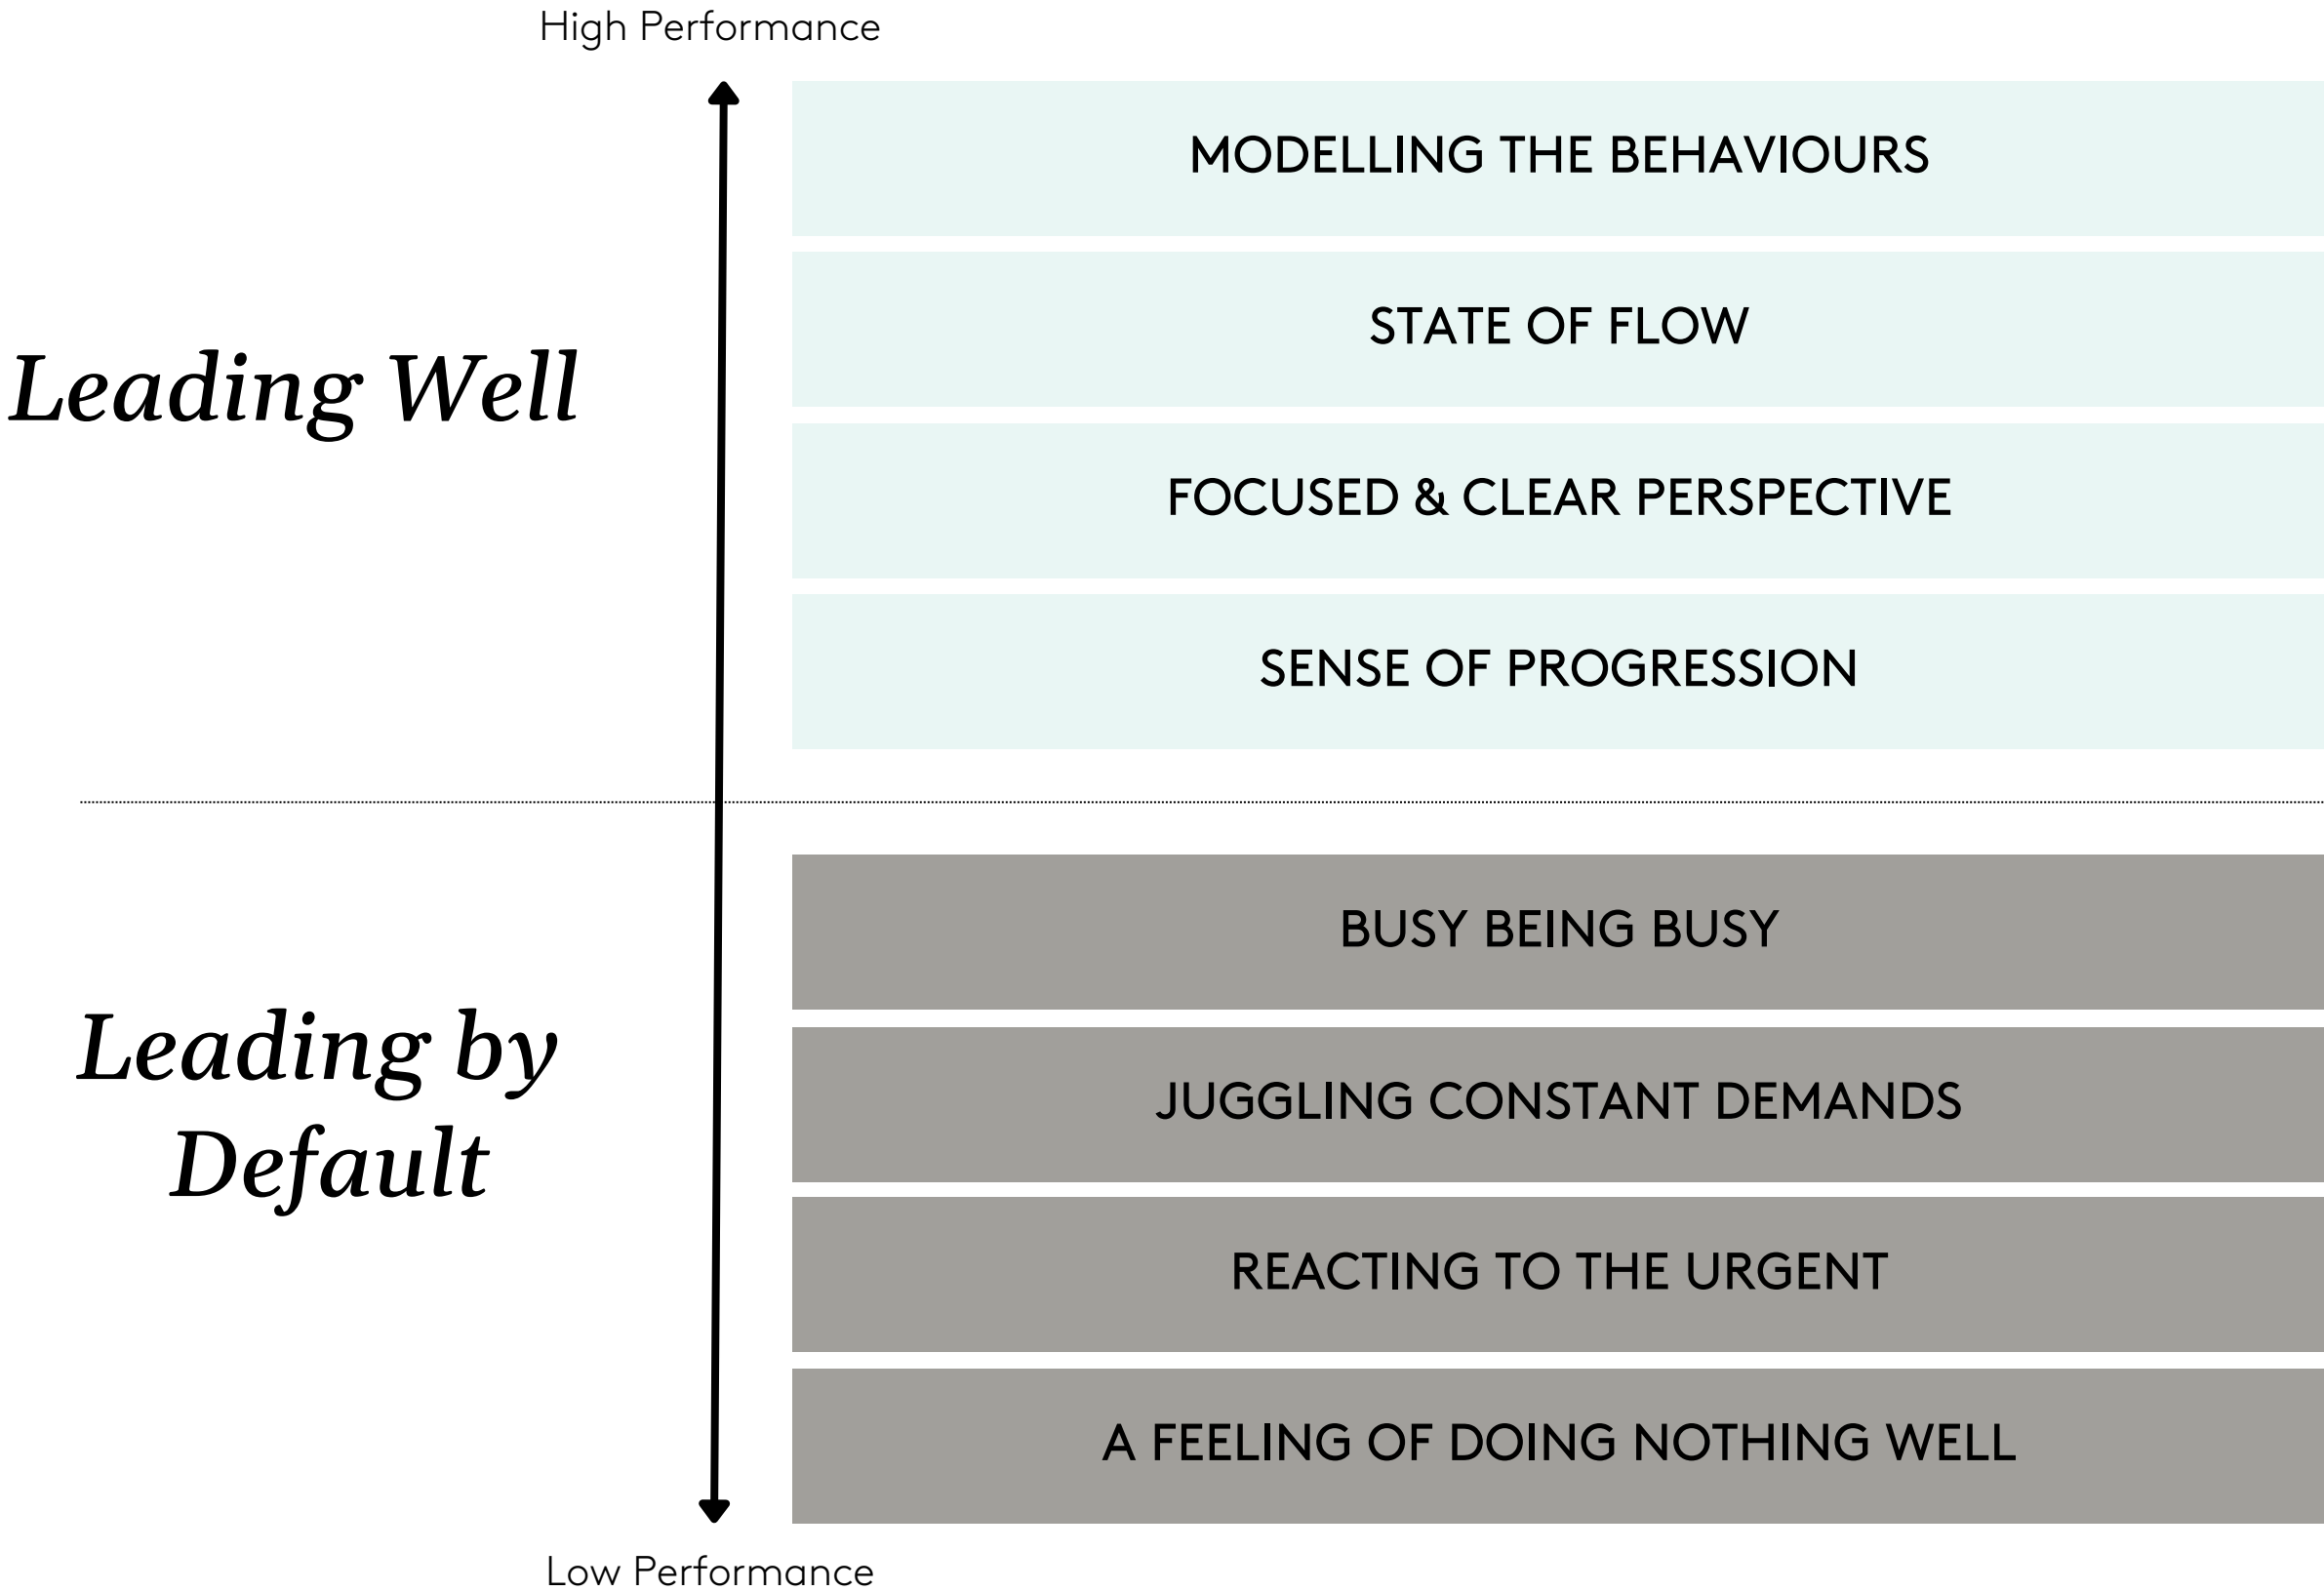 High Performance
MODELLING THE BEHAVIOURS
STATE OF FLOW
Leading Well
FOCUSED & CLEAR PERSPECTIVE
SENSE OF PROGRESSION
BUSY BEING BUSY
Leading by
Default
JUGGLING CONSTANT DEMANDS
REACTING TO THE URGENT
A FEELING OF DOING NOTHING WELL
Low Performance